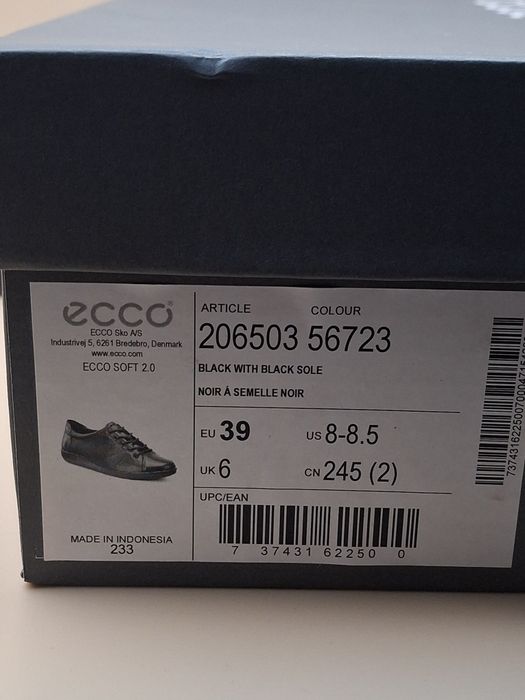 ecco®
ECCO Sko A/S
Industrivej 5, 6261 Bredebro, Denmark
www.ecco.com
ECCO SOFT 2.0
MADE IN INDONESIA
233
ARTICLE COLOUR
206503 56723
BLACK WITH BLACK SOLE
NOIR Á SEMELLE NOIR
EU 39 US 8-8.5
UK 6 CN 245 (2)
UPC/EAN
7 37431 62250 0